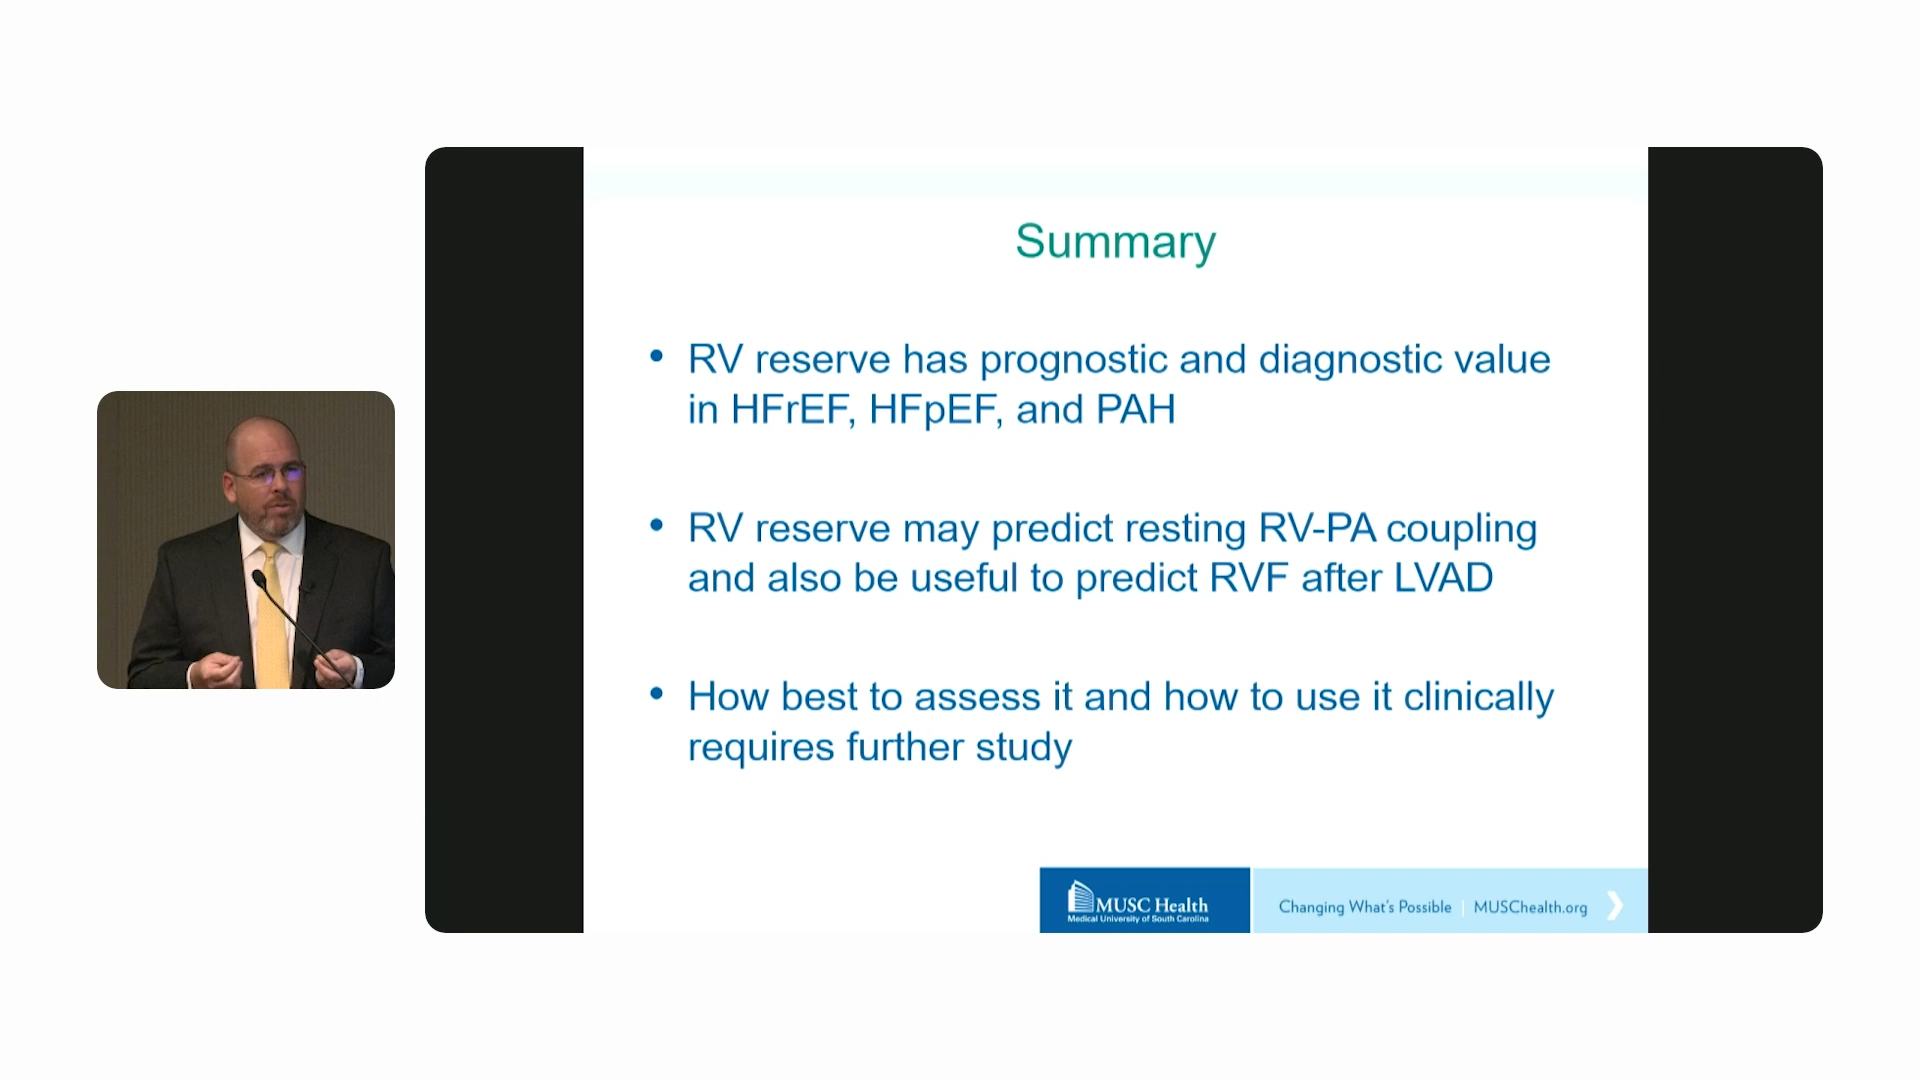 Summary
• RV reserve has prognostic and diagnostic value
in HFrEF, HFpEF, and PAH
• RV reserve may predict resting RV-PA coupling
and also be useful to predict RVF after LVAD
• How best to assess it and how to use it clinically
requires further study
MUSC Health
Medical University of South Carolina
Changing What's Possible | MUSChealth.org